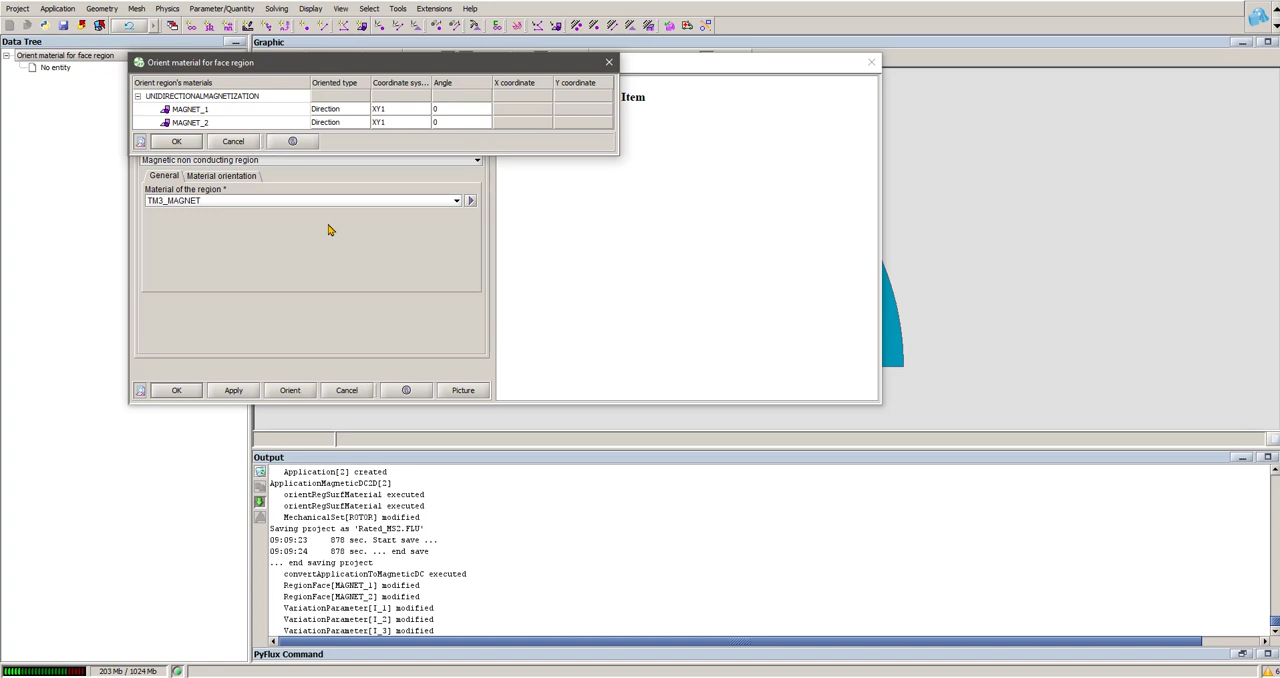 Project Application Geometry Mesh Physics Parameter/Quantity Solving Display View Select Tools Extensions Help
Data Tree
Graphic
Orient material for face region
No entity
Orient material for face region
Orient region's materials Oriented type Coordinate sys... Angle X coordinate Y coordinate
UNIDIRECTIONALMAGNETIZATION
MAGNET_1 Direction XY1 0
MAGNET_2 Direction XY1 0
OK Cancel
Item
Magnetic non conducting region
General Material orientation
Material of the region *
TM3_MAGNET
OK Apply Orient Cancel Picture
Output
Application[2] created
ApplicationMagneticDC2D[2]
orientRegSurfMaterial executed
orientRegSurfMaterial executed
MechanicalSet[ROTOR] modified
Saving project as 'Rated_MS2.FLU'
09:09:23 878 sec. Start save ...
09:09:24 878 sec. ... end save
... end saving project
convertApplicationToMagneticDC executed
RegionFace[MAGNET_1] modified
RegionFace[MAGNET_2] modified
VariationParameter[I_1] modified
VariationParameter[I_2] modified
VariationParameter[I_3] modified
PyFlux Command
203 Mb / 1024 Mb
6